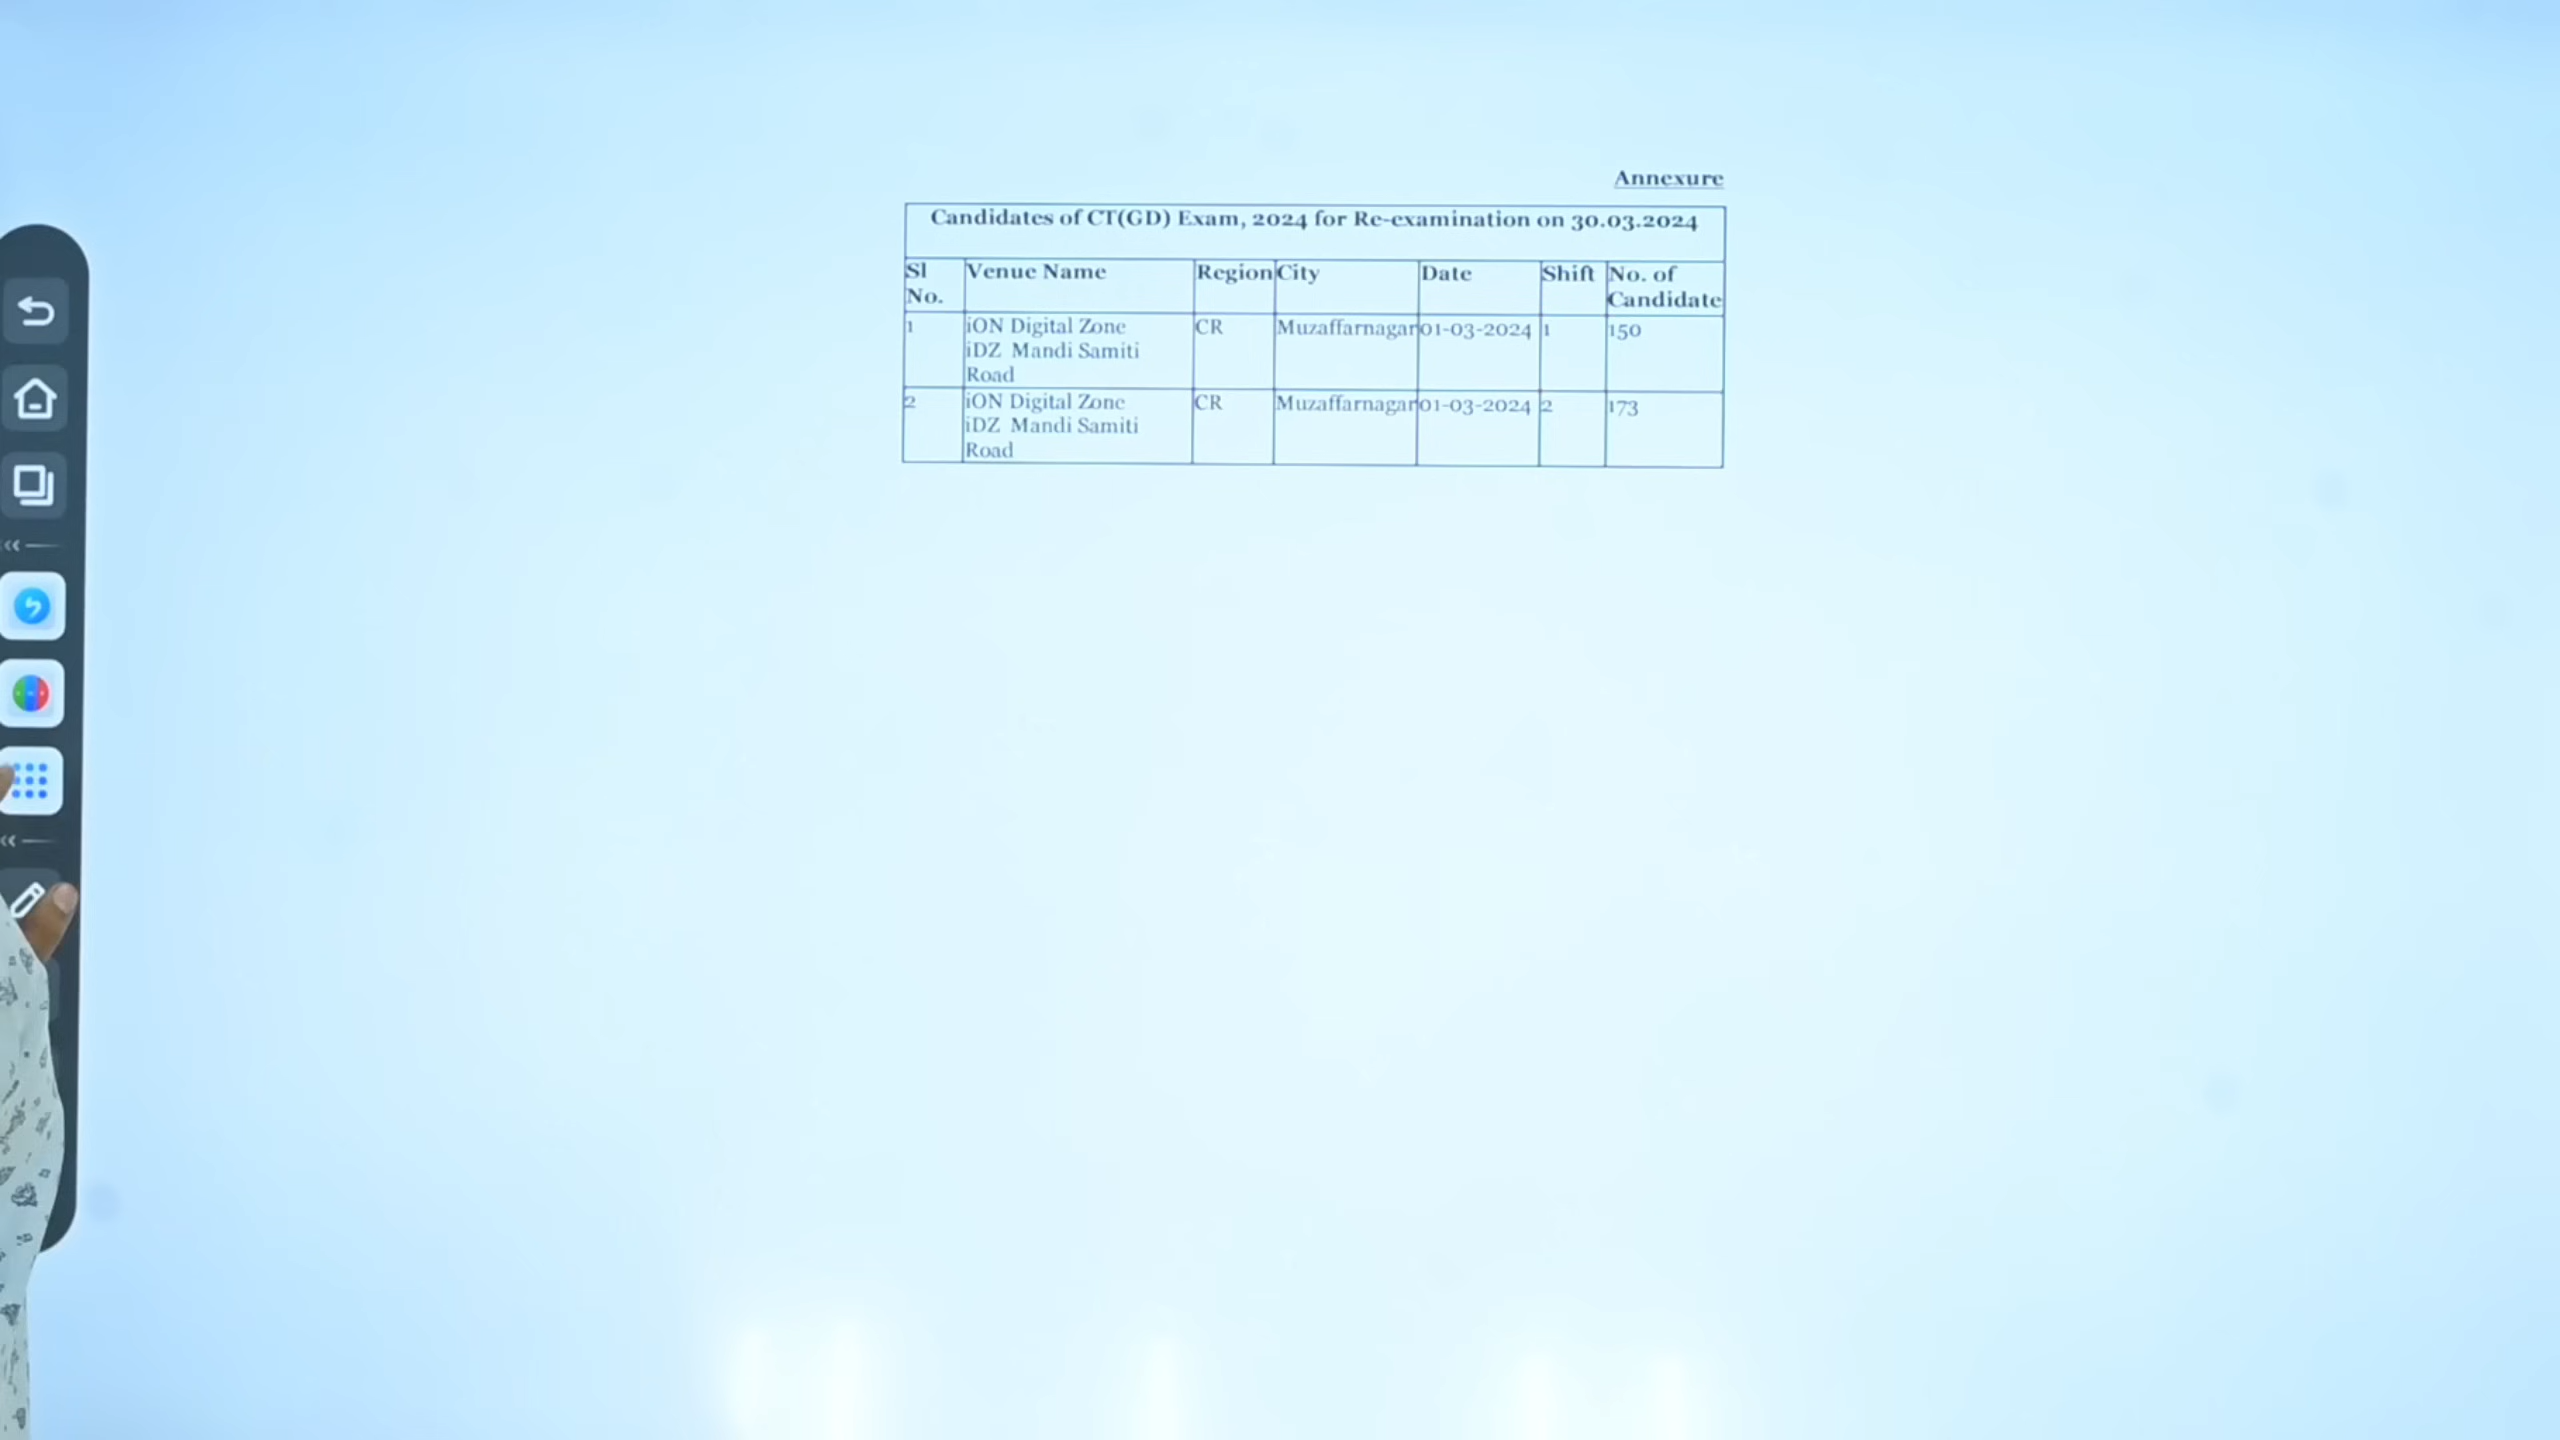 Annexure
Candidates of CT(GD) Exam, 2024 for Re-examination on 30.03.2024
Sl No. Venue Name Region City Date Shift No. of Candidate
1 iON Digital Zone iDZ Mandi Samiti Road CR Muzaffarnagar 01-03-2024 1 150
2 iON Digital Zone iDZ Mandi Samiti Road CR Muzaffarnagar 01-03-2024 2 173